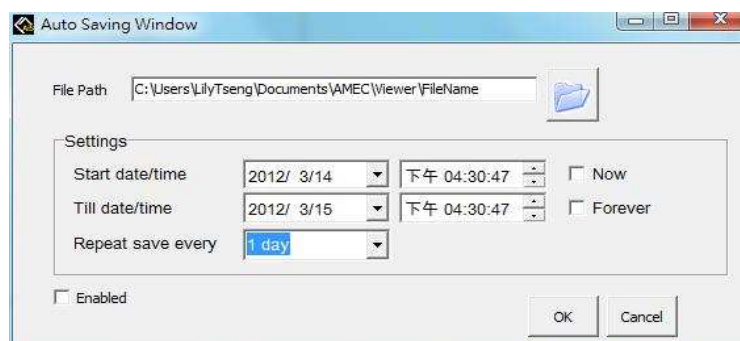 Auto Saving Window
File Path C:\Users\LilyTseng\Documents\AMEC\Viewer\FileName
Settings
Start date/time 2012/ 3/14 下午 04:30:47 Now
Till date/time 2012/ 3/15 下午 04:30:47 Forever
Repeat save every 1 day
Enabled
OK Cancel